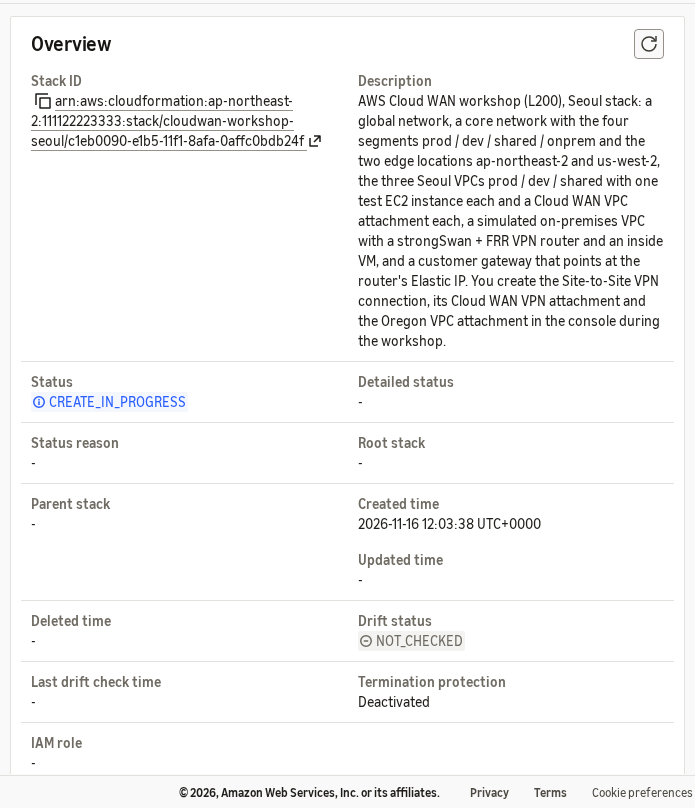 Overview
Stack ID
arn:aws:cloudformation:ap-northeast-
2:111122223333:stack/cloudwan-workshop-
seoul/c1eb0090-e1b5-11f1-8afa-0affc0bdb24f
Description
AWS Cloud WAN workshop (L200), Seoul stack: a
global network, a core network with the four
segments prod / dev / shared / onprem and the
two edge locations ap-northeast-2 and us-west-2,
the three Seoul VPCs prod / dev / shared with one
test EC2 instance each and a Cloud WAN VPC
attachment each, a simulated on-premises VPC
with a strongSwan + FRR VPN router and an inside
VM, and a customer gateway that points at the
router's Elastic IP. You create the Site-to-Site VPN
connection, its Cloud WAN VPN attachment and
the Oregon VPC attachment in the console during
the workshop.
Status
CREATE_IN_PROGRESS
Detailed status
-
Status reason
-
Root stack
-
Parent stack
-
Created time
2026-11-16 12:03:38 UTC+0000
Updated time
-
Deleted time
-
Drift status
NOT_CHECKED
Last drift check time
-
Termination protection
Deactivated
IAM role
-
© 2026, Amazon Web Services, Inc. or its affiliates.
Privacy
Terms
Cookie preferences